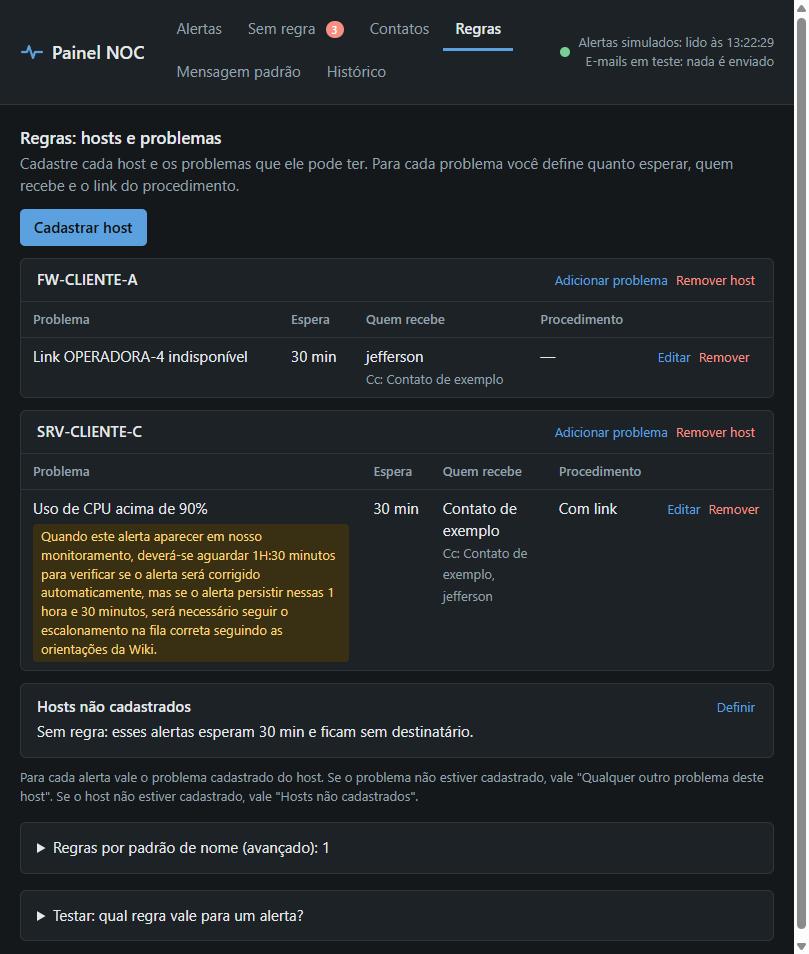 Painel NOC
Alertas
Sem regra
3
Contatos
Regras
Mensagem padrão
Histórico
Alertas simulados: lido às 13:22:29
E-mails em teste: nada é enviado
Regras: hosts e problemas
Cadastre cada host e os problemas que ele pode ter. Para cada problema você define quanto esperar, quem
recebe e o link do procedimento.
Cadastrar host
FW-CLIENTE-A
Adicionar problema
Remover host
Problema
Espera
Quem recebe
Procedimento
Link OPERADORA-4 indisponível
30 min
jefferson
Cc: Contato de exemplo
—
Editar
Remover
SRV-CLIENTE-C
Adicionar problema
Remover host
Problema
Espera
Quem recebe
Procedimento
Uso de CPU acima de 90%
Quando este alerta aparecer em nosso
monitoramento, deverá-se aguardar 1H:30 minutos
para verificar se o alerta será corrigido
automaticamente, mas se o alerta persistir nessas 1
hora e 30 minutos, será necessário seguir o
escalonamento na fila correta seguindo as
orientações da Wiki.
30 min
Contato de
exemplo
Cc: Contato de
exemplo,
jefferson
Com link
Editar
Remover
Hosts não cadastrados
Definir
Sem regra: esses alertas esperam 30 min e ficam sem destinatário.
Para cada alerta vale o problema cadastrado do host. Se o problema não estiver cadastrado, vale "Qualquer outro problema deste
host". Se o host não estiver cadastrado, vale "Hosts não cadastrados".
Regras por padrão de nome (avançado): 1
Testar: qual regra vale para um alerta?